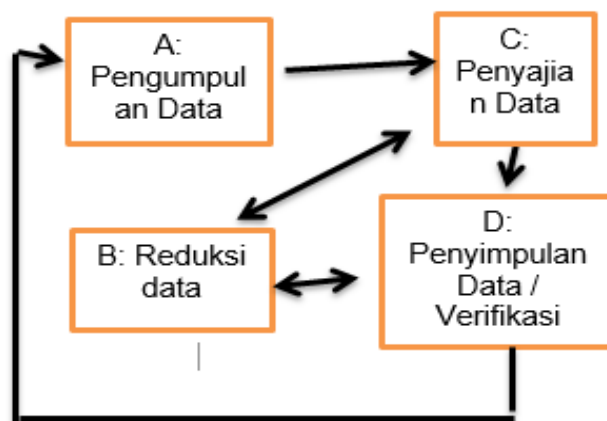 A:
Pengumpul
an Data
C:
Penyajia
n Data
B: Reduksi
data
D:
Penyimpulan
Data /
Verifikasi